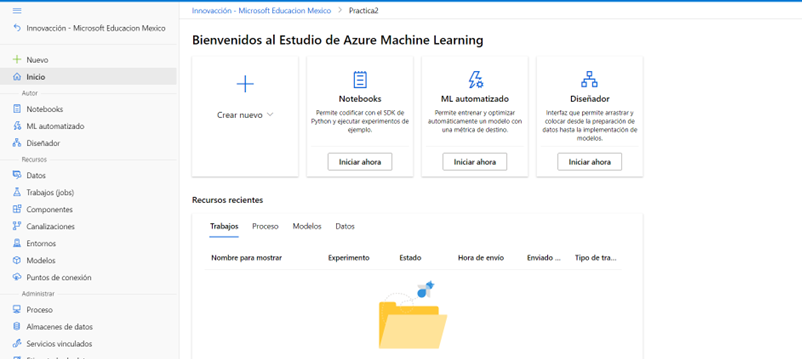 Innovacción - Microsoft Educacion Mexico
Practica2
Innovacción - Microsoft Educacion Mexico
Nuevo
Inicio
Autor
Notebooks
ML automatizado
Diseñador
Recursos
Datos
Trabajos (jobs)
Componentes
Canalizaciones
Entornos
Modelos
Puntos de conexión
Administrar
Proceso
Almacenes de datos
Servicios vinculados
Bienvenidos al Estudio de Azure Machine Learning
Crear nuevo
Notebooks
Permite codificar con el SDK de
Python y ejecutar experimentos de
ejemplo.
Iniciar ahora
ML automatizado
Permite entrenar y optimizar
automáticamente un modelo con
una métrica de destino.
Iniciar ahora
Diseñador
Interfaz que permite arrastrar y
colocar desde la preparación de
datos hasta la implementación de
modelos.
Iniciar ahora
Recursos recientes
Trabajos Proceso Modelos Datos
Nombre para mostrar Experimento Estado Hora de envío Enviado ... Tipo de tra...